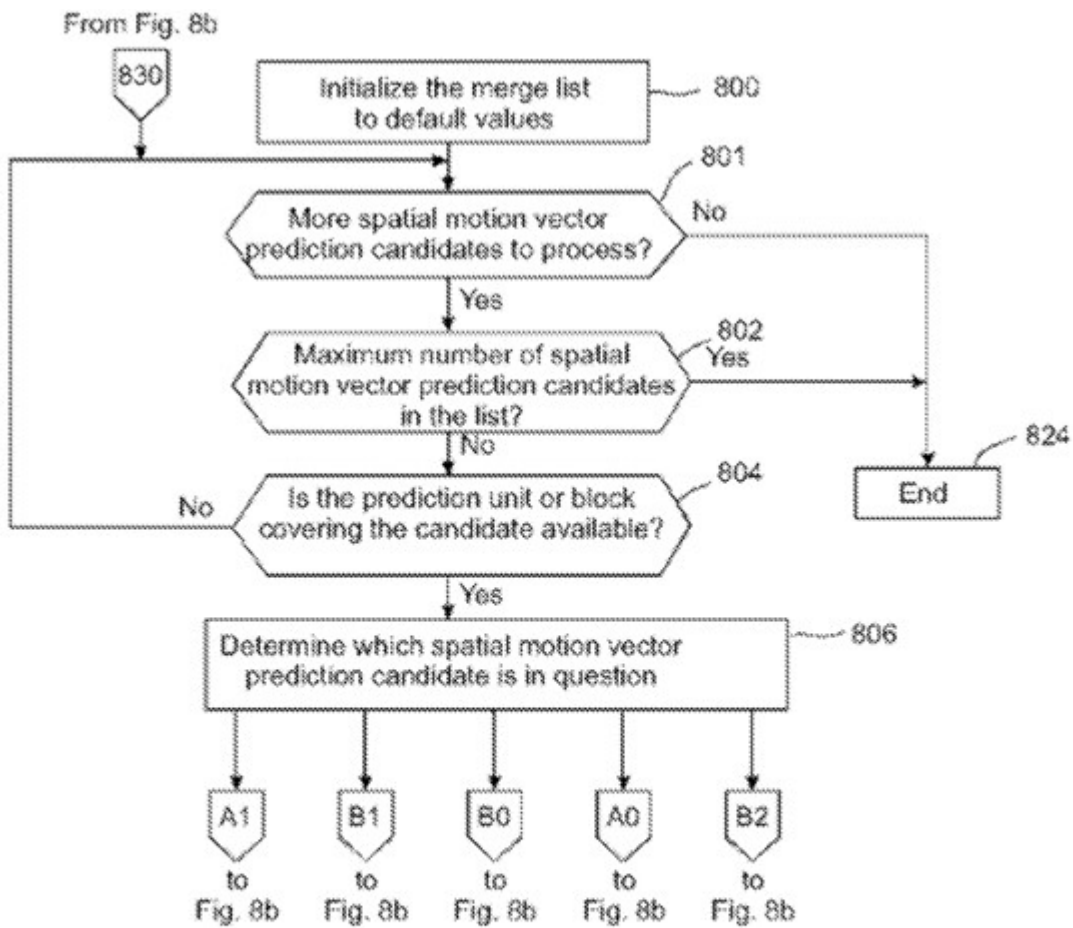 From Fig. 8b
830
Initialize the merge list
to default values
800
801
More spatial motion vector
prediction candidates to process?
No
Yes
802
Maximum number of spatial
motion vector prediction candidates
in the list?
Yes
No
824
End
804
Is the prediction unit or block
covering the candidate available?
No
Yes
806
Determine which spatial motion vector
prediction candidate is in question
A1
B1
B0
A0
B2
to
Fig. 8b
to
Fig. 8b
to
Fig. 8b
to
Fig. 8b
to
Fig. 8b